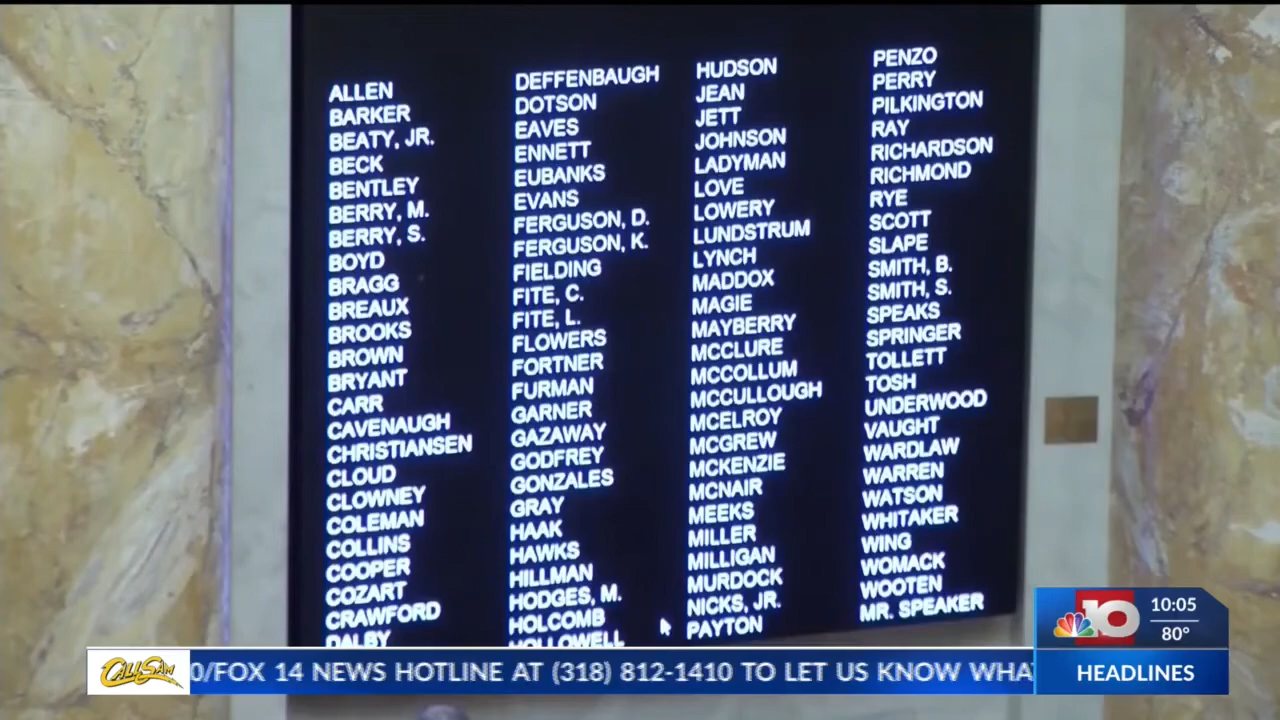 ALLEN
BARKER
BEATY, JR.
BECK
BENTLEY
BERRY, M.
BERRY, S.
BOYD
BRAGG
BREAUX
BROOKS
BROWN
BRYANT
CARR
CAVENAUGH
CHRISTIANSEN
CLOUD
CLOWNEY
COLEMAN
COLLINS
COOPER
COZART
CRAWFORD
DALBY
DEFFENBAUGH
DOTSON
EAVES
ENNETT
EUBANKS
EVANS
FERGUSON, D.
FERGUSON, K.
FIELDING
FITE, C.
FITE, L.
FLOWERS
FORTNER
FURMAN
GARNER
GAZAWAY
GODFREY
GONZALES
GRAY
HAAK
HAWKS
HILLMAN
HODGES, M.
HOLCOMB
HOLLOWELL
HUDSON
JEAN
JETT
JOHNSON
LADYMAN
LOVE
LOWERY
LUNDSTRUM
LYNCH
MADDOX
MAGIE
MAYBERRY
MCCLURE
MCCOLLUM
MCCULLOUGH
MCELROY
MCGREW
MCKENZIE
MCNAIR
MEEKS
MILLER
MILLIGAN
MURDOCK
NICKS, JR.
PAYTON
PENZO
PERRY
PILKINGTON
RAY
RICHARDSON
RICHMOND
RYE
SCOTT
SLAPE
SMITH, B.
SMITH, S.
SPEAKS
SPRINGER
TOLLETT
TOSH
UNDERWOOD
VAUGHT
WARDLAW
WARREN
WATSON
WHITAKER
WING
WOMACK
WOOTEN
MR. SPEAKER
10
10:05
80°
HEADLINES
CALL SAM
0/FOX 14 NEWS HOTLINE AT (318) 812-1410 TO LET US KNOW WHA